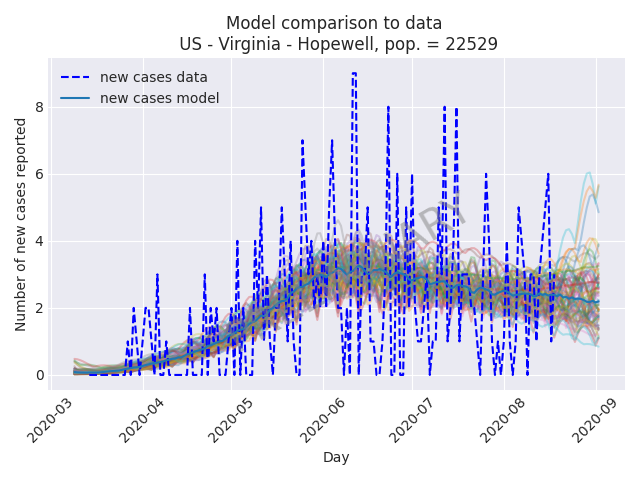 Model comparison to data
US - Virginia - Hopewell, pop. = 22529
new cases data
new cases model
Number of new cases reported
8
6
4
2
0
2020-03
2020-04
2020-05
2020-06
2020-07
2020-08
2020-09
Day